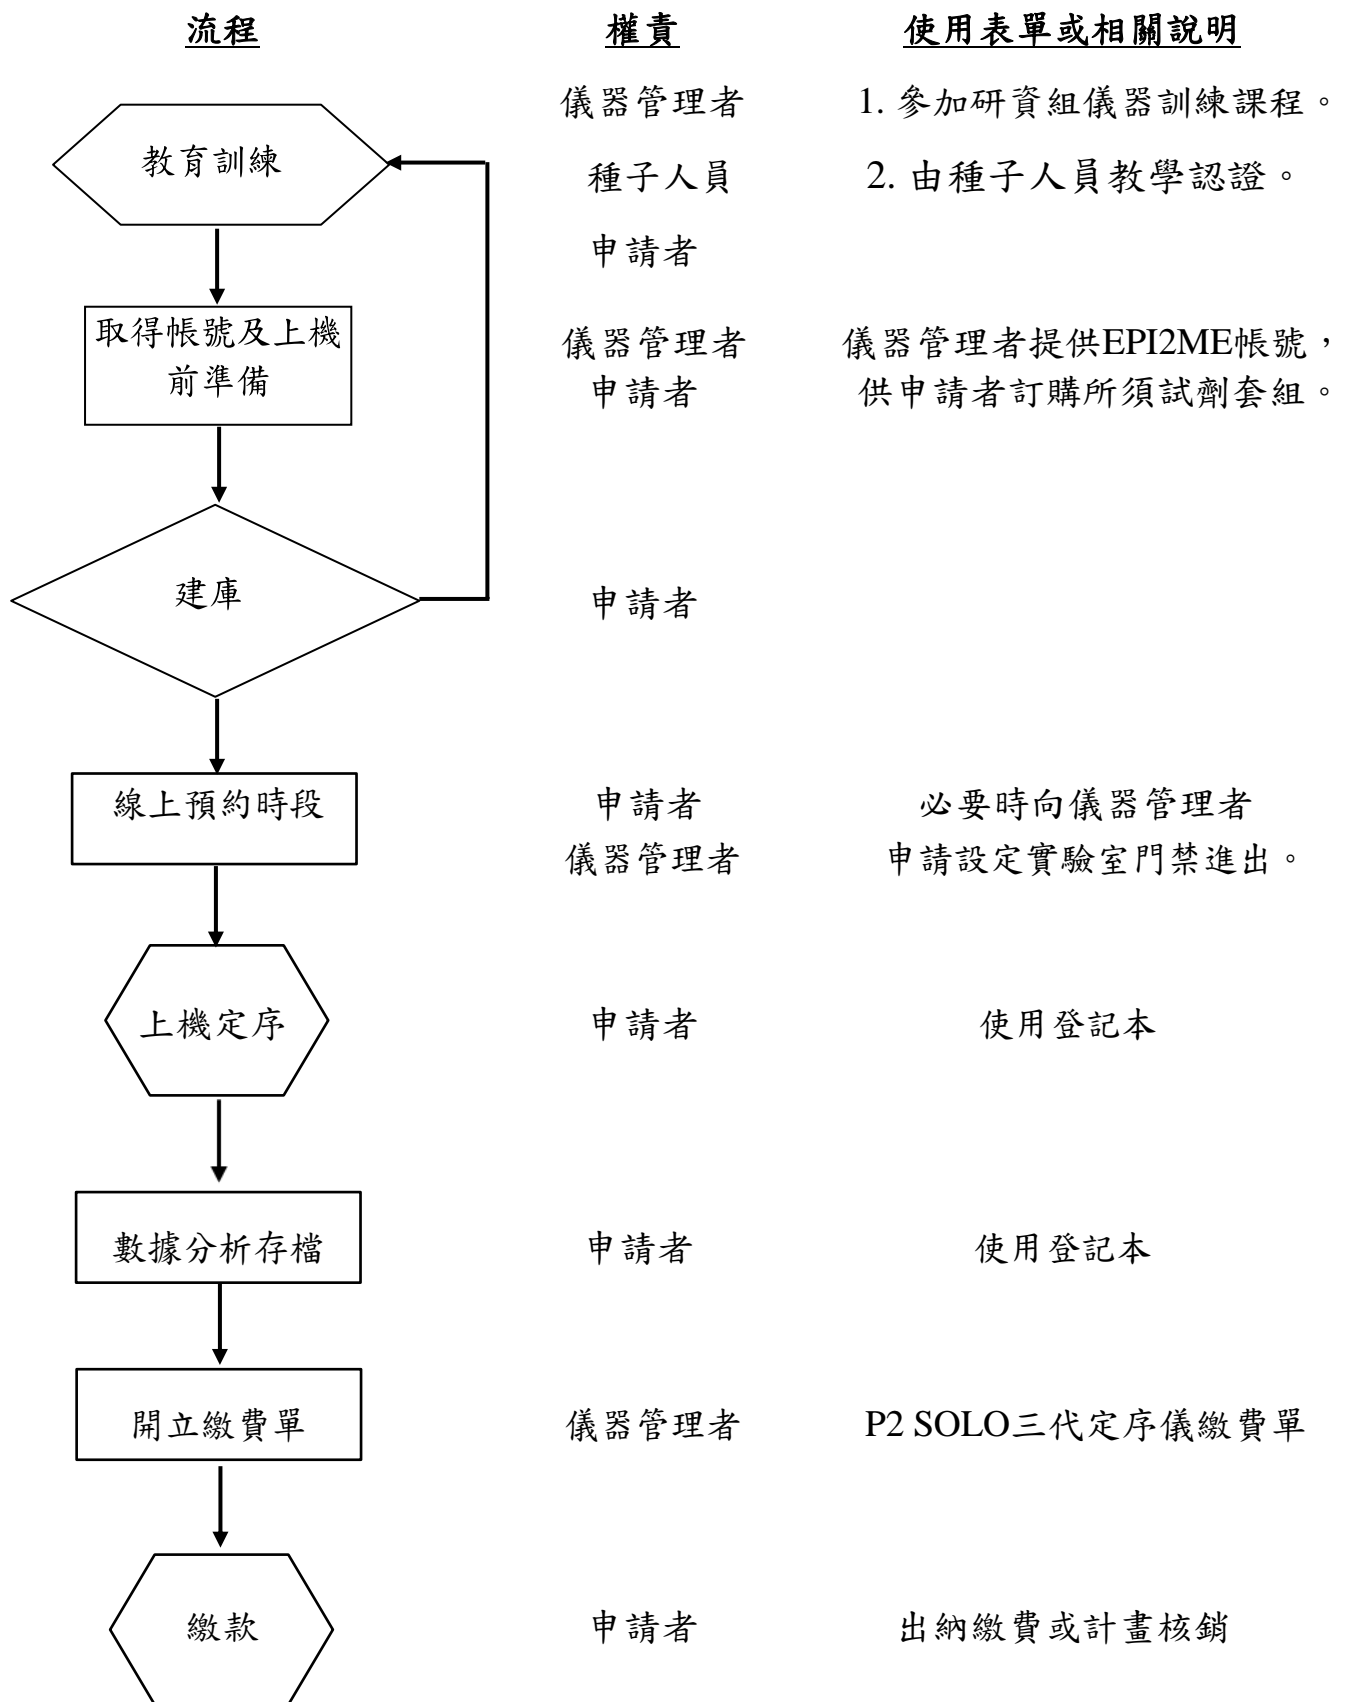 流程 權責 使用表單或相關說明
儀器管理者 1. 參加研資組儀器訓練課程。
教育訓練 種子人員 2. 由種子人員教學認證。
申請者
取得帳號及上機 儀器管理者 儀器管理者提供EPI2ME帳號，
前準備 申請者 供申請者訂購所須試劑套組。
建庫 申請者
線上預約時段 申請者 必要時向儀器管理者
儀器管理者 申請設定實驗室門禁進出。
上機定序 申請者 使用登記本
數據分析存檔 申請者 使用登記本
開立繳費單 儀器管理者 P2 SOLO三代定序儀繳費單
繳款 申請者 出納繳費或計畫核銷